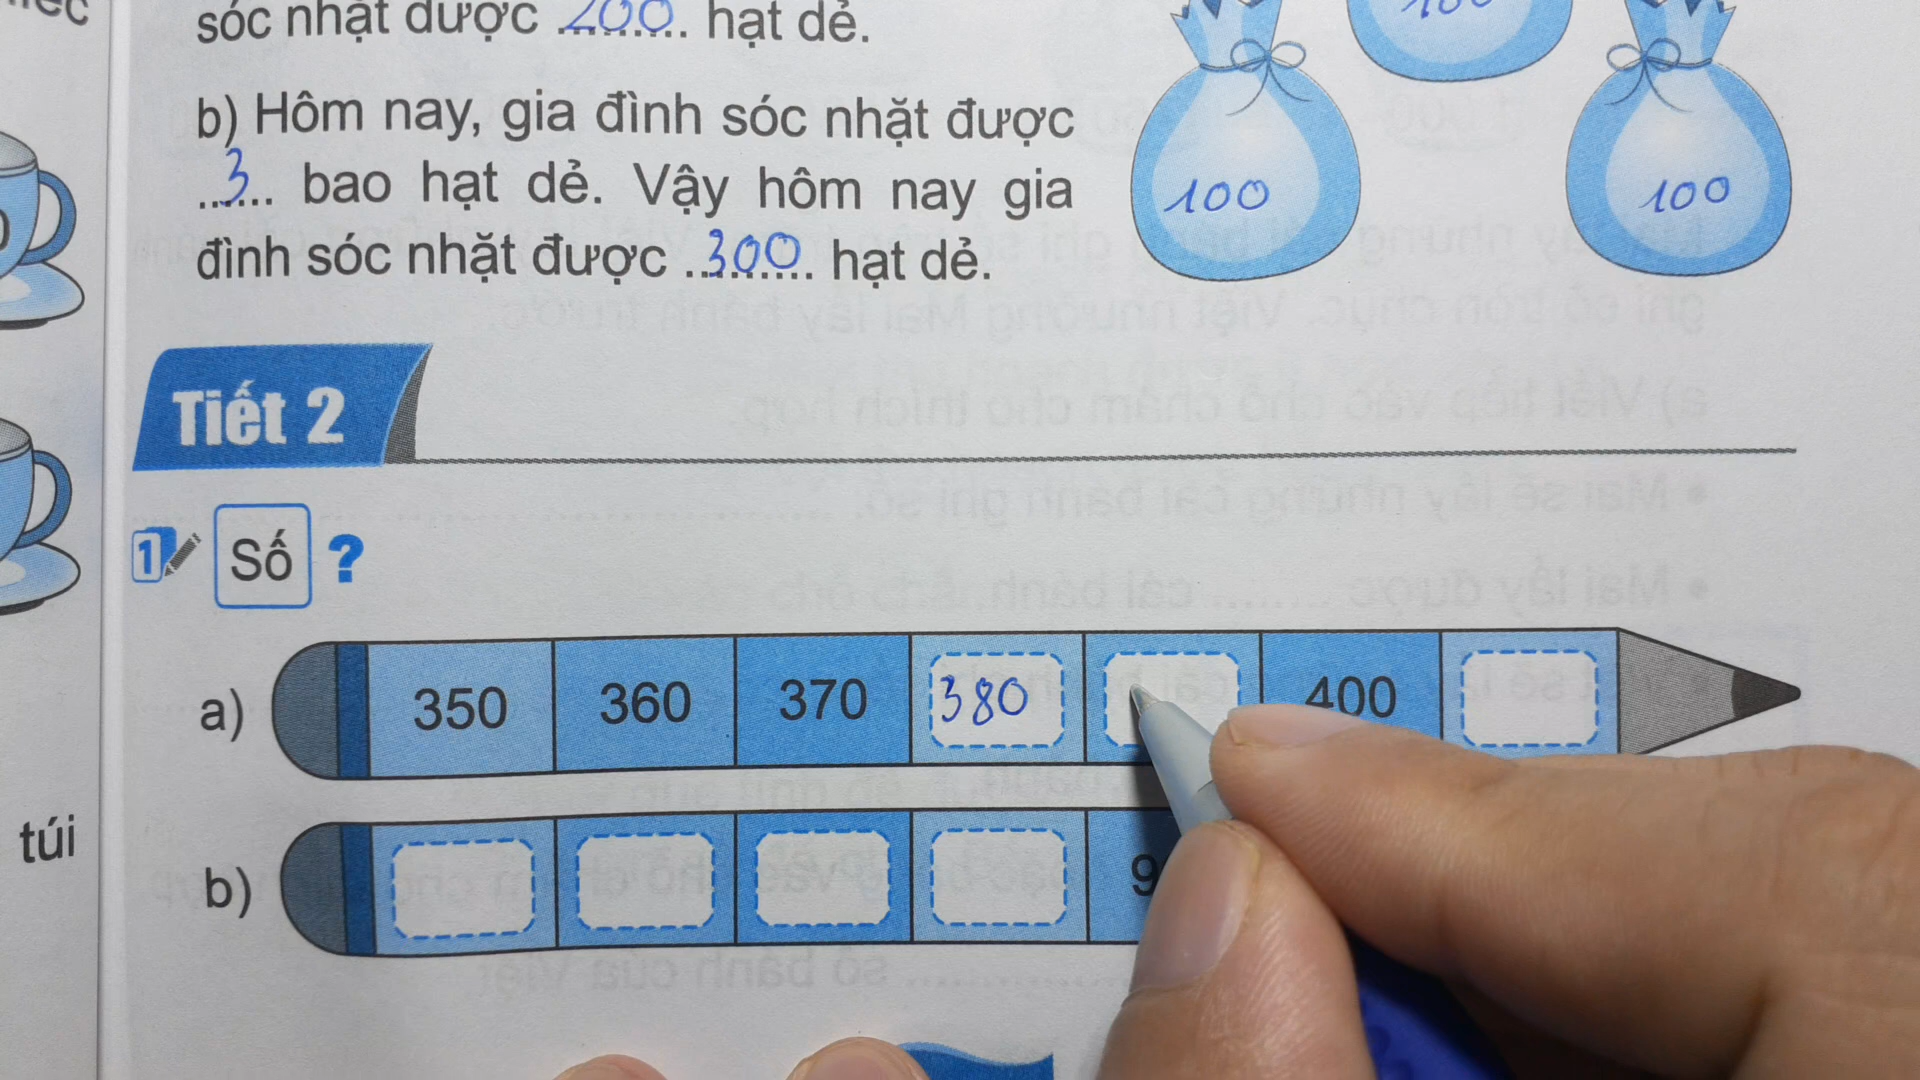 sóc nhặt được 200 hạt dẻ.
100
b) Hôm nay, gia đình sóc nhặt được
3 bao hạt dẻ. Vậy hôm nay gia
đình sóc nhặt được 300 hạt dẻ.
100
100
Tiết 2
1 Số ?
a) 350 360 370 380 400
b)
túi